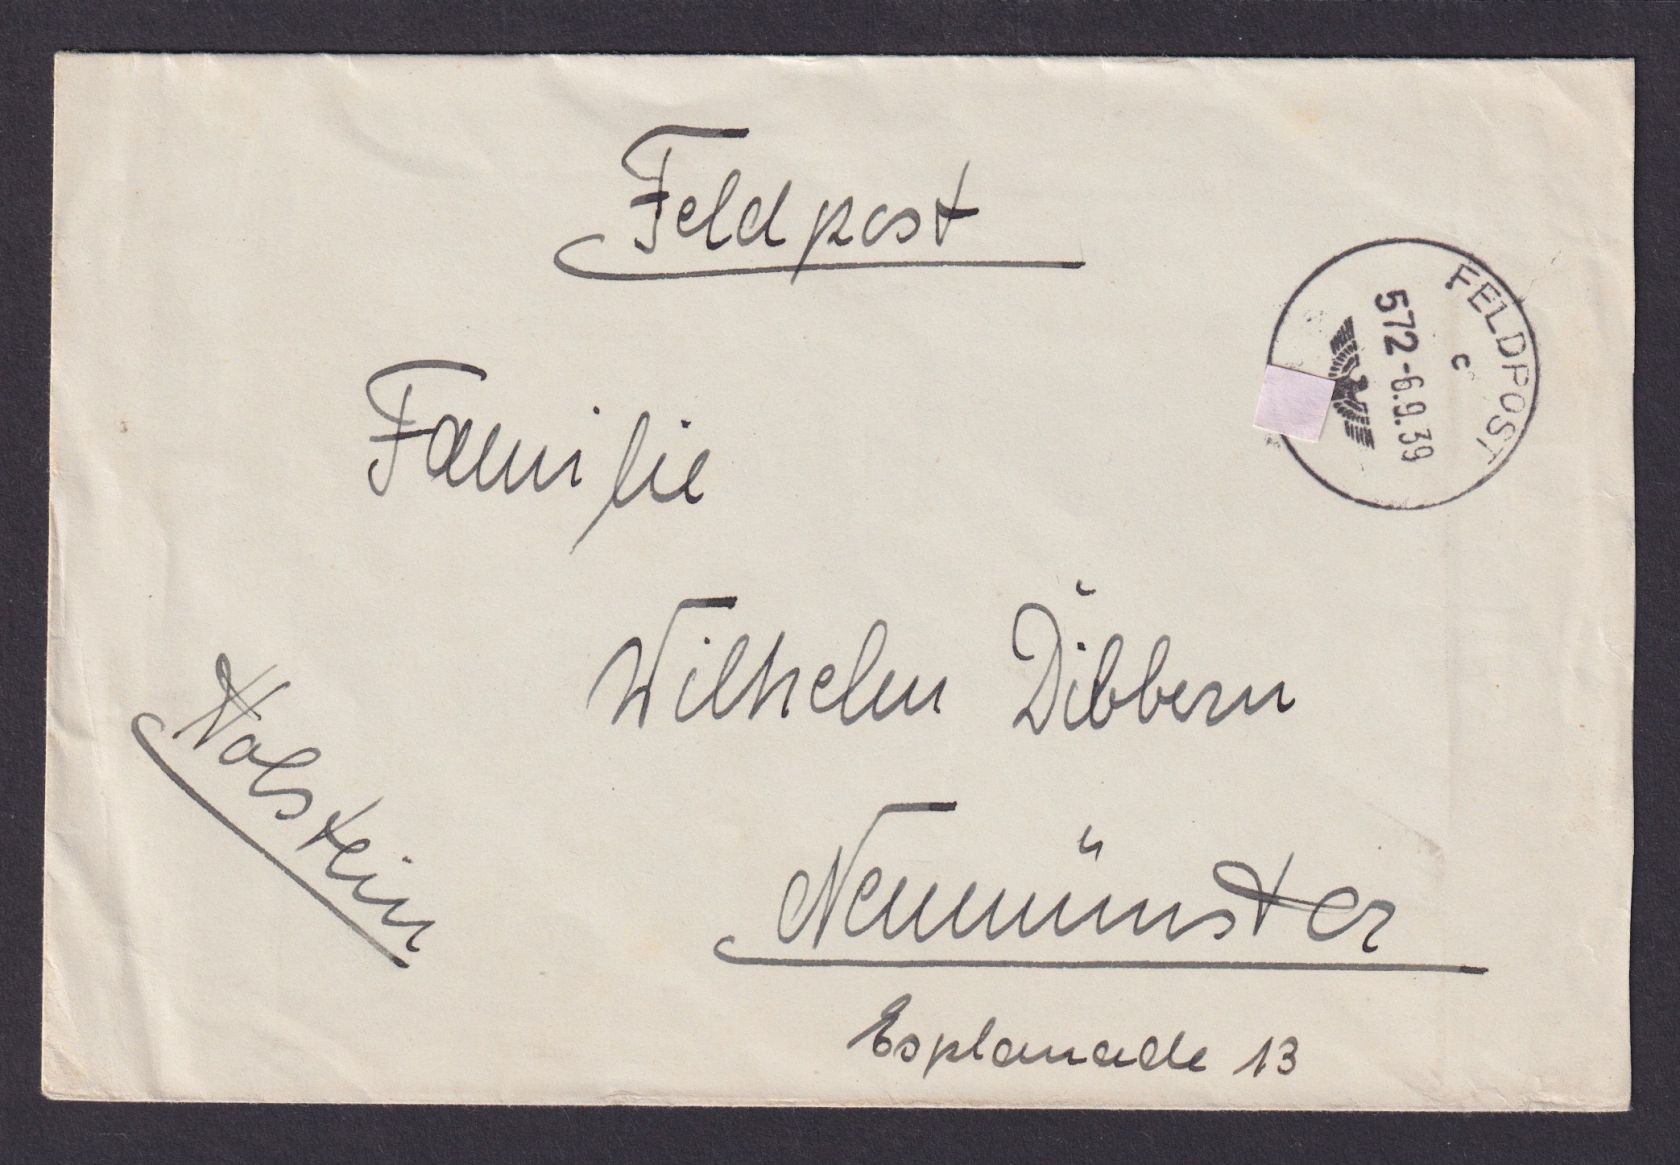 Feldpost
FELDPOST
c
572-6.9.39
Familie
Wilhelm Dibbern
Holstein
Neumünster
Esplanade 13